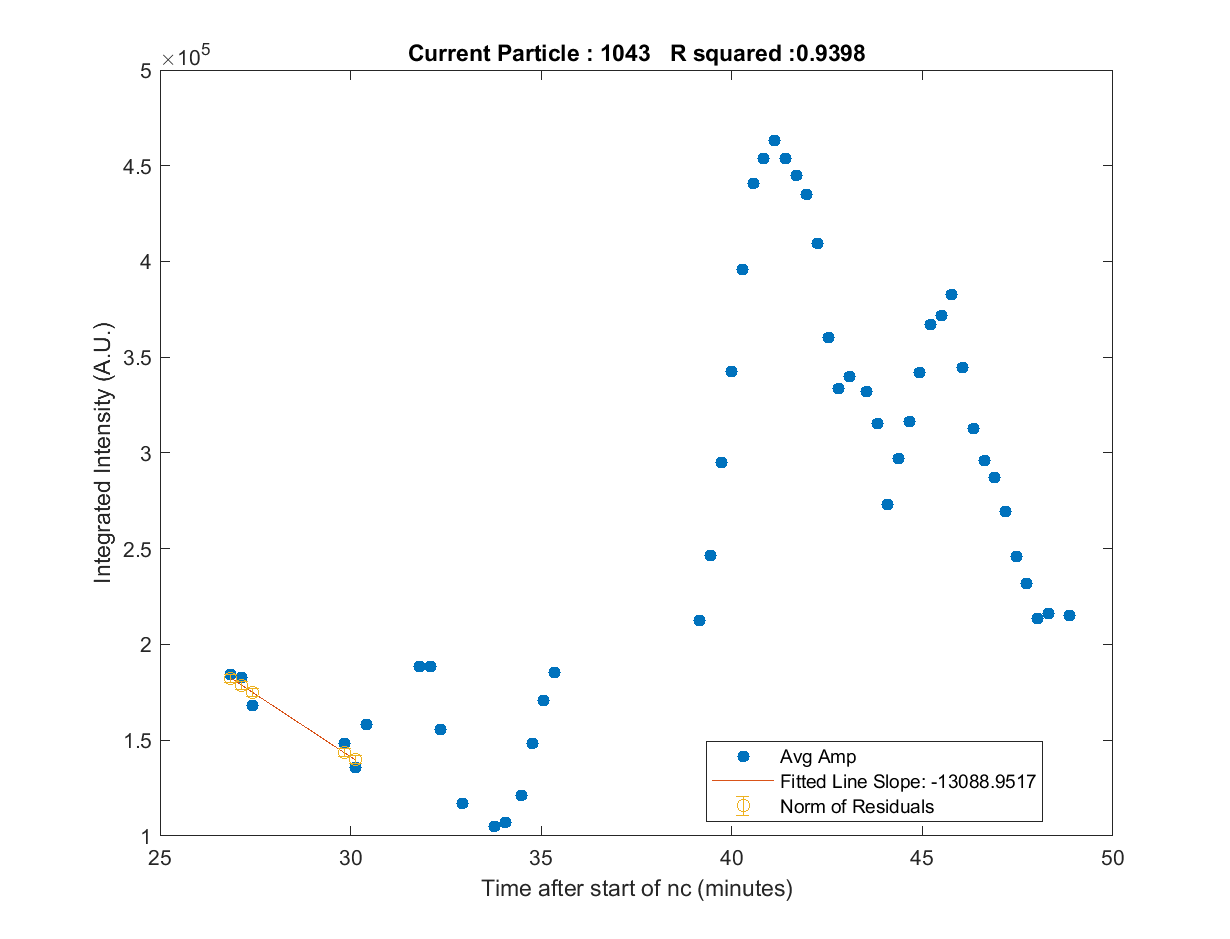 Current Particle : 1043   R squared :0.9398
×10^5
5
4.5
4
3.5
3
2.5
2
1.5
1
Integrated Intensity (A.U.)
Avg Amp
Fitted Line Slope: -13088.9517
Norm of Residuals
25 30 35 40 45 50
Time after start of nc (minutes)